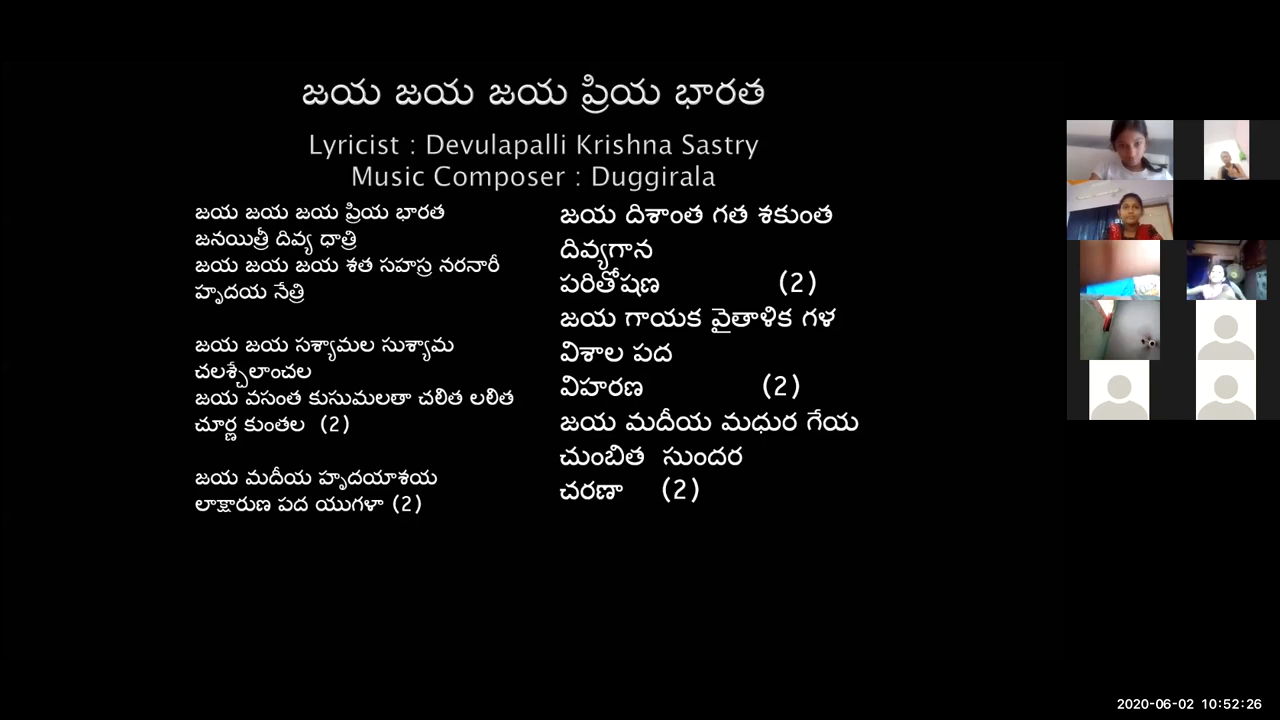 జయ జయ జయ ప్రియ భారత
Lyricist : Devulapalli Krishna Sastry
Music Composer : Duggirala
జయ జయ జయ ప్రియ భారత
జనయిత్రీ దివ్య ధాత్రి
జయ జయ జయ శత సహస్ర నరనారీ
హృదయ నేత్రి
జయ జయ సశ్యామల సుశ్యామ
చలశ్చేలాంచల
జయ వసంత కుసుమలతా చలిత లలిత
చూర్ణ కుంతల (2)
జయ మదీయ హృదయాశయ
లాక్షారుణ పద యుగళా (2)
జయ దిశాంత గత శకుంత
దివ్యగాన
పరితోషణ (2)
జయ గాయక వైతాళిక గళ
విశాల పద
విహరణ (2)
జయ మదీయ మధుర గేయ
చుంబిత సుందర
చరణా (2)
2020-06-02 10:52:26